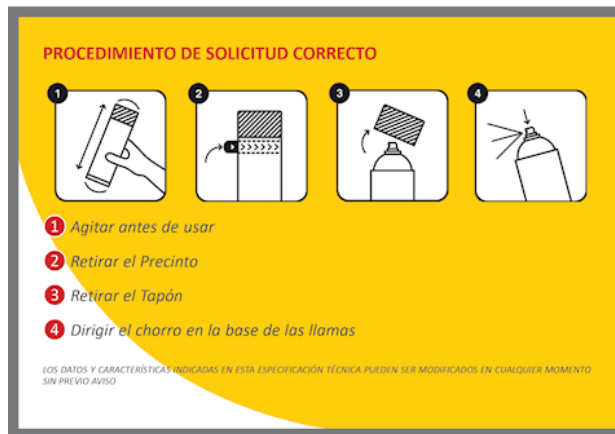 PROCEDIMIENTO DE SOLICITUD CORRECTO
1 2 3 4
1 Agitar antes de usar
2 Retirar el Precinto
3 Retirar el Tapón
4 Dirigir el chorro en la base de las llamas
LOS DATOS Y CARACTERÍSTICAS INDICADAS EN ESTA ESPECIFICACIÓN TÉCNICA PUEDEN SER MODIFICADOS EN CUALQUIER MOMENTO
SIN PREVIO AVISO